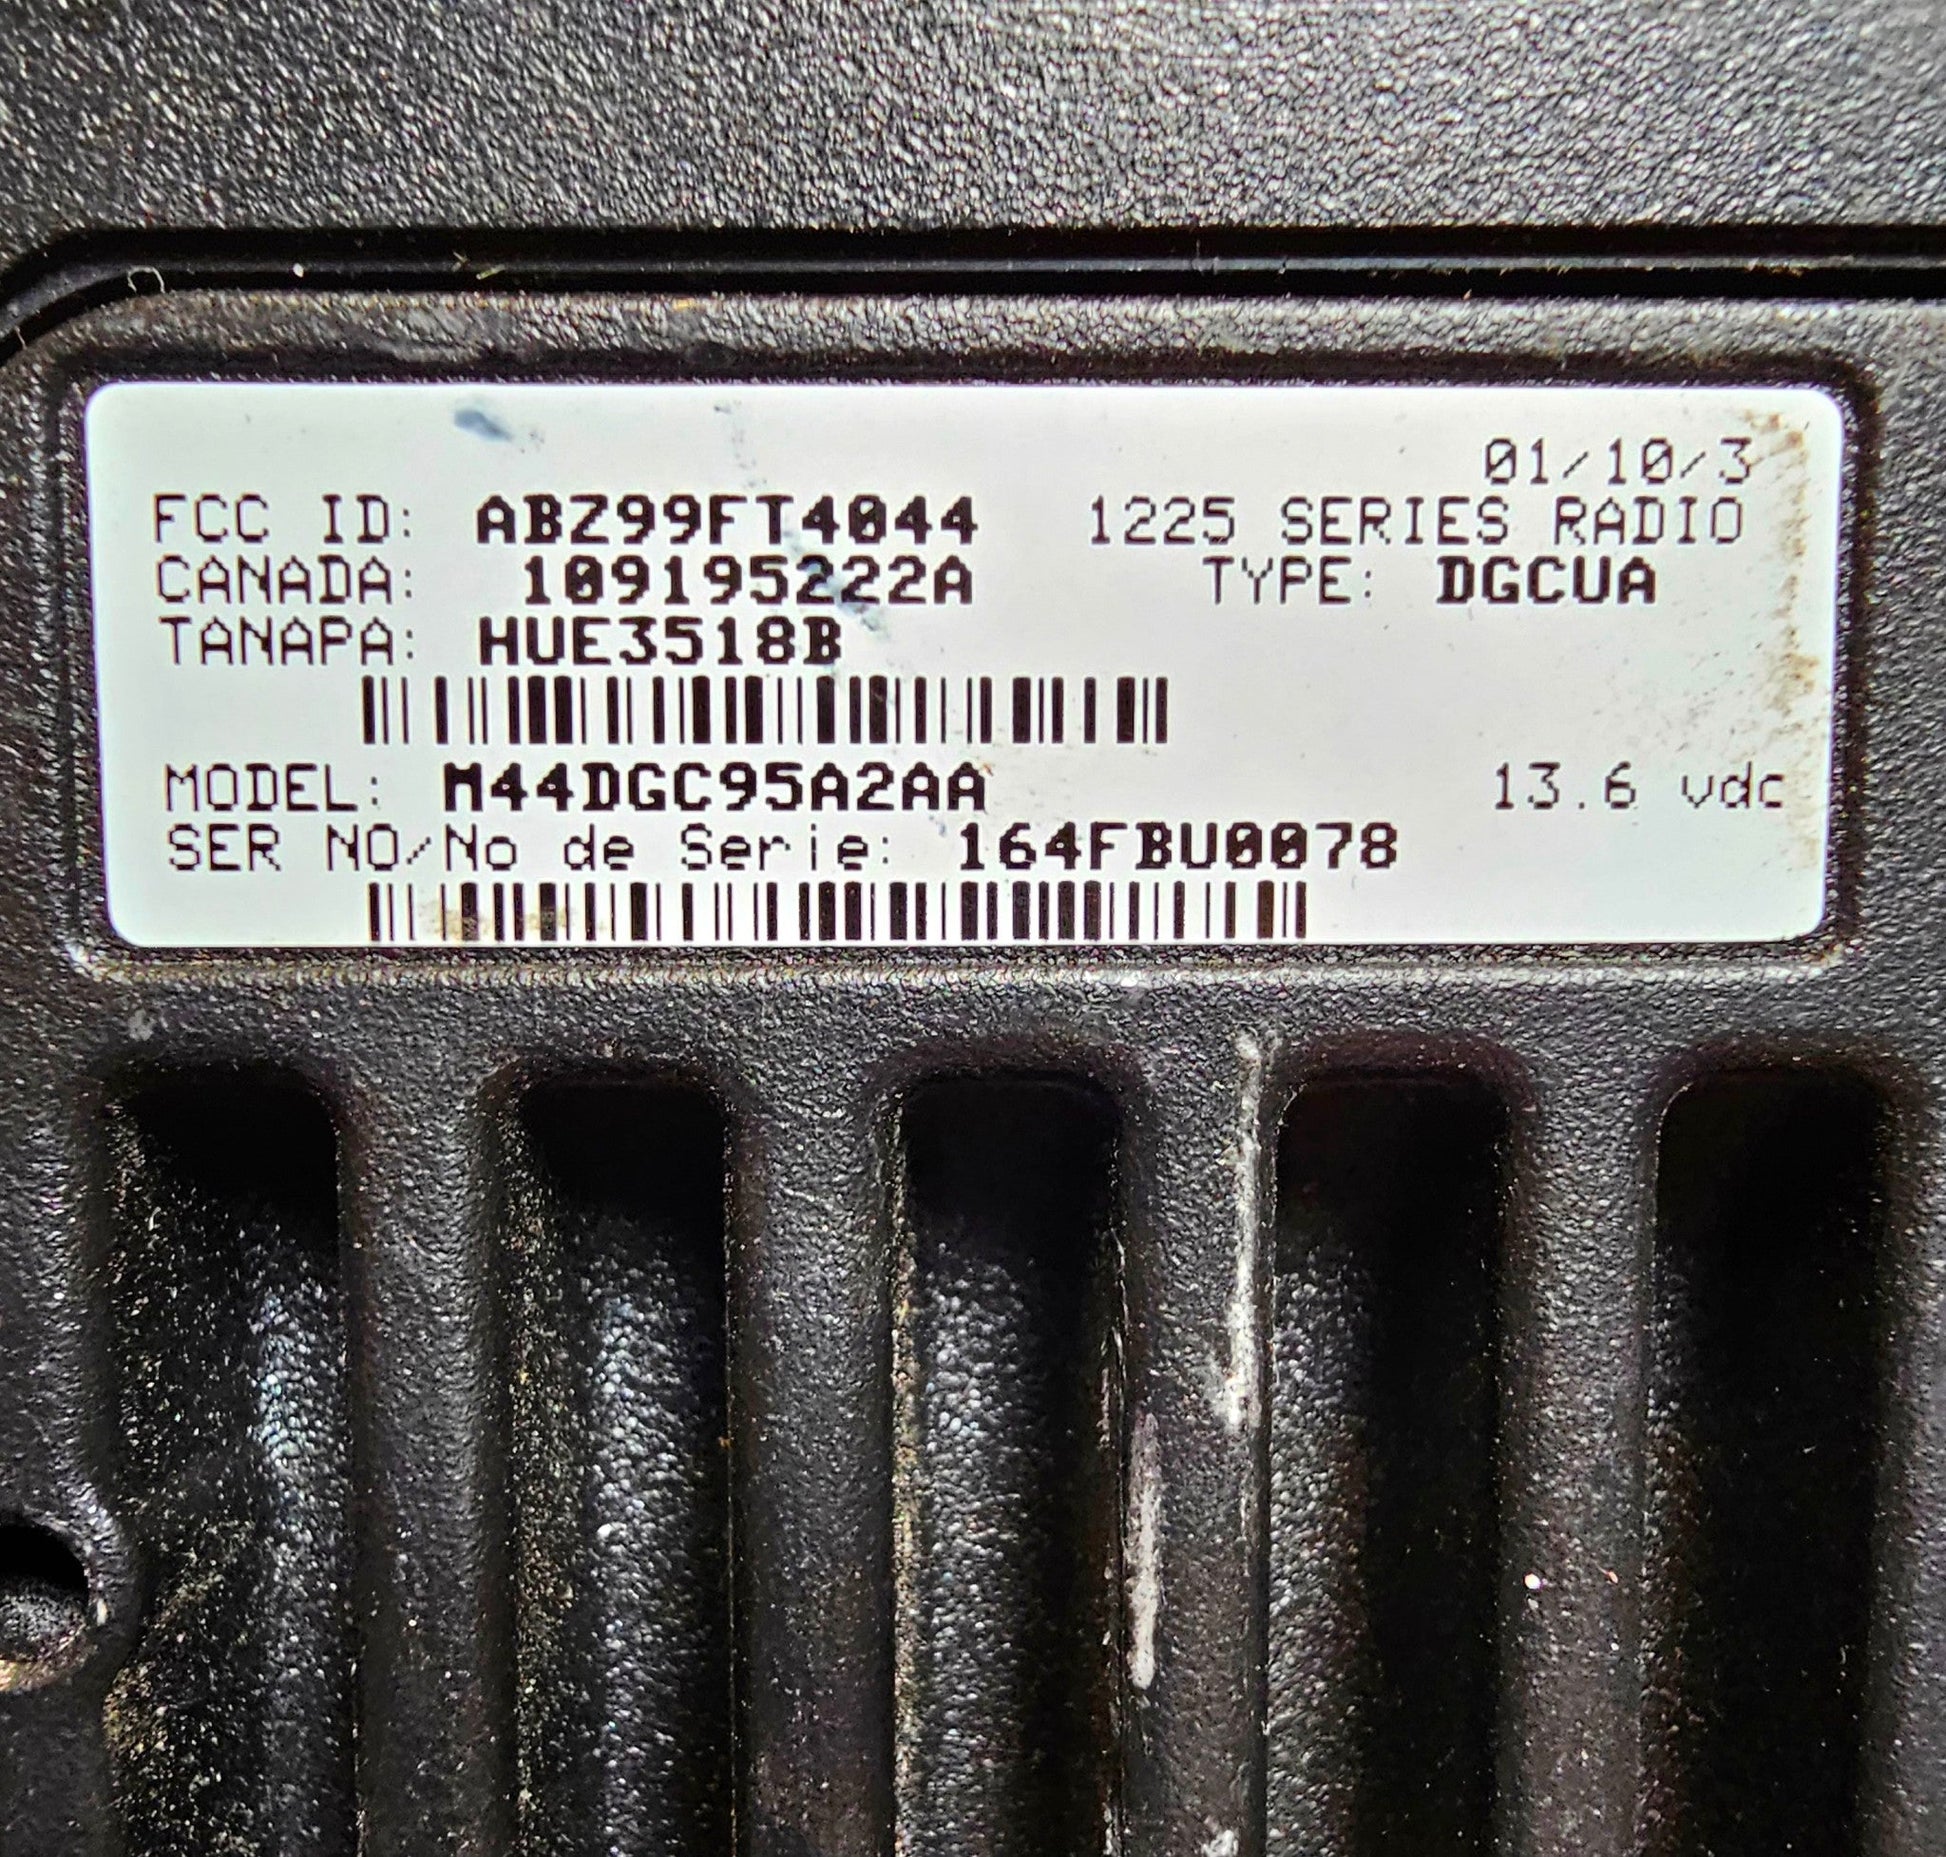 01/10/3
FCC ID: ABZ99FT4044 1225 SERIES RADIO
CANADA: 109195222A TYPE: DGCUA
TANAPA: HUE3518B
MODEL: M44DGC95A2AA 13.6 vdc
SER NO/No de Serie: 164FBU0078